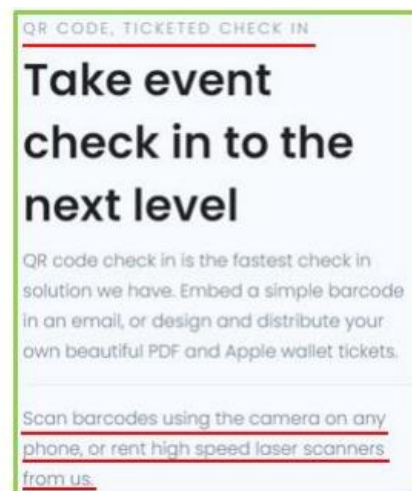 QR CODE, TICKETED CHECK IN
Take event
check in to the
next level
QR code check in is the fastest check in
solution we have. Embed a simple barcode
in an email, or design and distribute your
own beautiful PDF and Apple wallet tickets.
Scan barcodes using the camera on any
phone, or rent high speed laser scanners
from us.